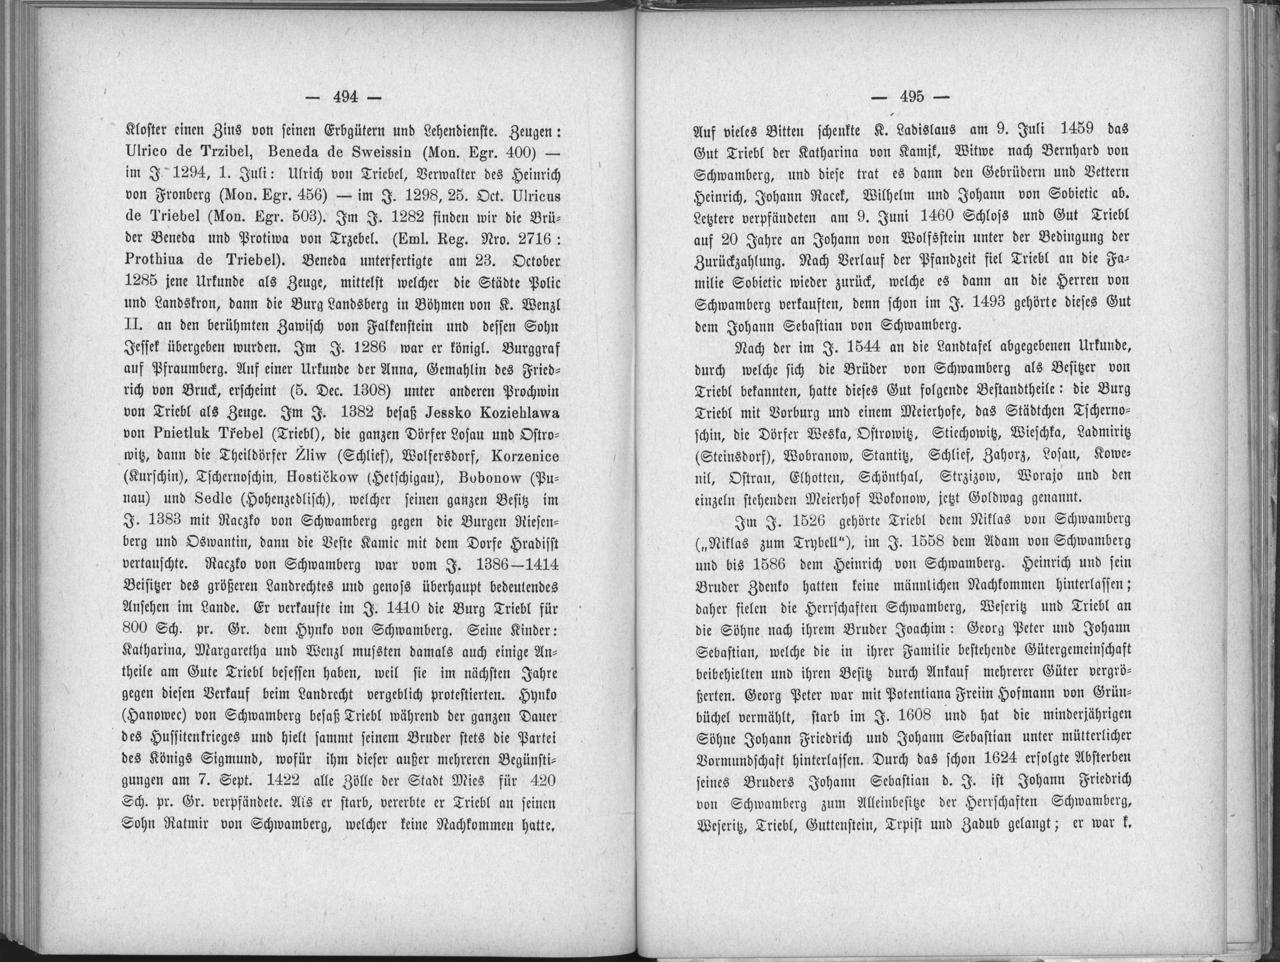 — 494 —
Kloster einen Zins von seinen Erbgütern und Lehendienste. Zeugen:
Ulrico de Trzibel, Beneda de Sweissin (Mon. Egr. 400) —
im J. 1294, 1. Juli: Ulrich von Triebel, Verwalter des Heinrich
von Fronberg (Mon. Egr. 456) — im J. 1298, 25. Oct. Ulricus
de Triebel (Mon. Egr. 503). Im J. 1282 finden wir die Brü-
der Beneda und Protiwa von Trzebel. (Eml. Reg. Nro. 2716:
Prothiua de Triebel). Beneda unterfertigte am 23. October
1285 jene Urkunde als Zeuge, mittelst welcher die Städte Polic
und Landskron, dann die Burg Landsberg in Böhmen von K. Wenzl
II. an den berühmten Zawisch von Falkenstein und dessen Sohn
Jessek übergeben wurden. Im J. 1286 war er königl. Burggraf
auf Pfraumberg. Auf einer Urkunde der Anna, Gemahlin des Fried-
rich von Bruck, erscheint (5. Dec. 1308) unter anderen Prochwin
von Triebl als Zeuge. Im J. 1382 besaß Jessko Koziehlawa
von Pnietluk Třebel (Triebl), die ganzen Dörfer Losau und Ostro-
witz, dann die Theildörfer Žliw (Schlief), Wolfersdorf, Korzenice
(Kurschin), Tschernoschin, Hostičkow (Hetschigau), Bobonow (Pu-
nau) und Sedlc (Hohenzedlisch), welcher seinen ganzen Besitz im
J. 1383 mit Raczko von Schwamberg gegen die Burgen Riesen-
berg und Oswantin, dann die Veste Kamic mit dem Dorfe Hradisst
vertauschte. Raczko von Schwamberg war vom J. 1386—1414
Beisitzer des größeren Landrechtes und genoss überhaupt bedeutendes
Ansehen im Lande. Er verkaufte im J. 1410 die Burg Triebl für
800 Sch. pr. Gr. dem Hynko von Schwamberg. Seine Kinder:
Katharina, Margaretha und Wenzl mussten damals auch einige An-
theile am Gute Triebl besessen haben, weil sie im nächsten Jahre
gegen diesen Verkauf beim Landrecht vergeblich protestierten. Hynko
(Hanowec) von Schwamberg besaß Triebl während der ganzen Dauer
des Hussitenkrieges und hielt sammt seinem Bruder stets die Partei
des Königs Sigmund, wofür ihm dieser außer mehreren Begünsti-
gungen am 7. Sept. 1422 alle Zölle der Stadt Mies für 420
Sch. pr. Gr. verpfändete. Als er starb, vererbte er Triebl an seinen
Sohn Ratmir von Schwamberg, welcher keine Nachkommen hatte.
— 495 —
Auf vieles Bitten schenkte K. Ladislaus am 9. Juli 1459 das
Gut Triebl der Katharina von Kamjk, Witwe nach Bernhard von
Schwamberg, und diese trat es dann den Gebrüdern und Vettern
Heinrich, Johann Racek, Wilhelm und Johann von Sobietic ab.
Letztere verpfändeten am 9. Juni 1460 Schloss und Gut Triebl
auf 20 Jahre an Johann von Wolfsstein unter der Bedingung der
Zurückzahlung. Nach Verlauf der Pfandzeit fiel Triebl an die Fa-
milie Sobietic wieder zurück, welche es dann an die Herren von
Schwamberg verkauften, denn schon im J. 1493 gehörte dieses Gut
dem Johann Sebastian von Schwamberg.
Nach der im J. 1544 an die Landtafel abgegebenen Urkunde,
durch welche sich die Brüder von Schwamberg als Besitzer von
Triebl bekannten, hatte dieses Gut folgende Bestandtheile: die Burg
Triebl mit Vorburg und einem Meierhofe, das Städtchen Tscherno-
schin, die Dörfer Weska, Ostrowitz, Stiechowitz, Wieschka, Ladmiritz
(Steinsdorf), Wobranow, Stantitz, Schlief, Zahorz, Losau, Kowe-
nil, Ostrau, Elhotten, Schönthal, Strzizow, Worajo und den
einzeln stehenden Meierhof Wokonow, jetzt Goldwag genannt.
Im J. 1526 gehörte Triebl dem Niklas von Schwamberg
(„Niklas zum Trybell“), im J. 1558 dem Adam von Schwamberg
und bis 1586 dem Heinrich von Schwamberg. Heinrich und sein
Bruder Zdenko hatten keine männlichen Nachkommen hinterlassen;
daher fielen die Herrschaften Schwamberg, Weseritz und Triebl an
die Söhne nach ihrem Bruder Joachim: Georg Peter und Johann
Sebastian, welche die in ihrer Familie bestehende Gütergemeinschaft
beibehielten und ihren Besitz durch Ankauf mehrerer Güter vergrö-
ßerten. Georg Peter war mit Potentiana Freiin Hofmann von Grün-
büchel vermählt, starb im J. 1608 und hat die minderjährigen
Söhne Johann Friedrich und Johann Sebastian unter mütterlicher
Vormundschaft hinterlassen. Durch das schon 1624 erfolgte Absterben
seines Bruders Johann Sebastian d. J. ist Johann Friedrich
von Schwamberg zum Alleinbesitze der Herrschaften Schwamberg,
Weseritz, Triebl, Guttenstein, Trpist und Zadub gelangt; er war k.